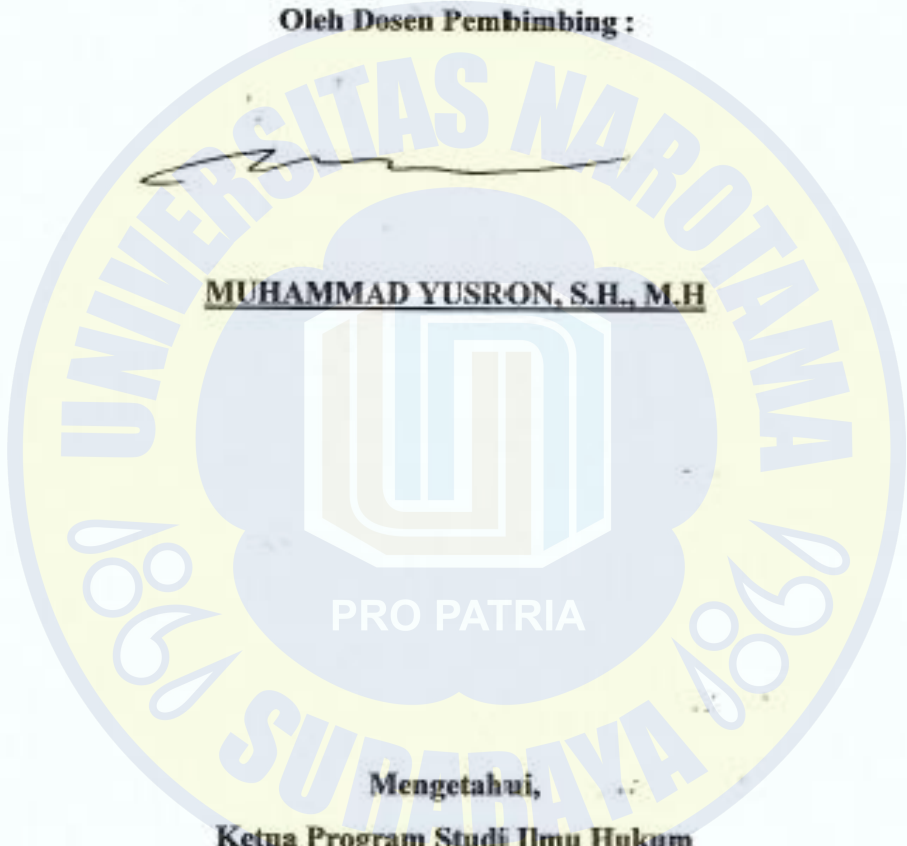 Oleh Dosen Pembimbing :
UNIVERSITAS NAROTAMA
MUHAMMAD YUSRON, S.H., M.H
PRO PATRIA
SURABAYA
Mengetahui,
Ketua Program Studi Ilmu Hukum